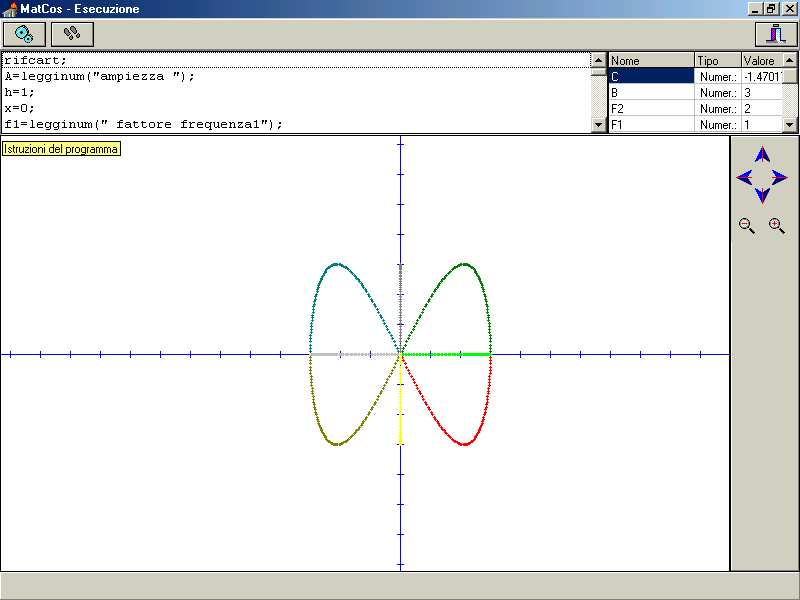 MatCos - Esecuzione
rifcart;
A=legginum("ampiezza ");
h=1;
x=0;
f1=legginum(" fattore frequenza1");
Nome Tipo Valore
C Numer.: -1.4701
B Numer.: 3
F2 Numer.: 2
F1 Numer.: 1
Istruzioni del programma